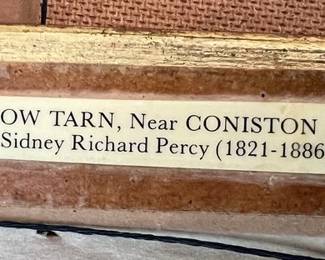 OW TARN, Near CONISTON
Sidney Richard Percy (1821-1886